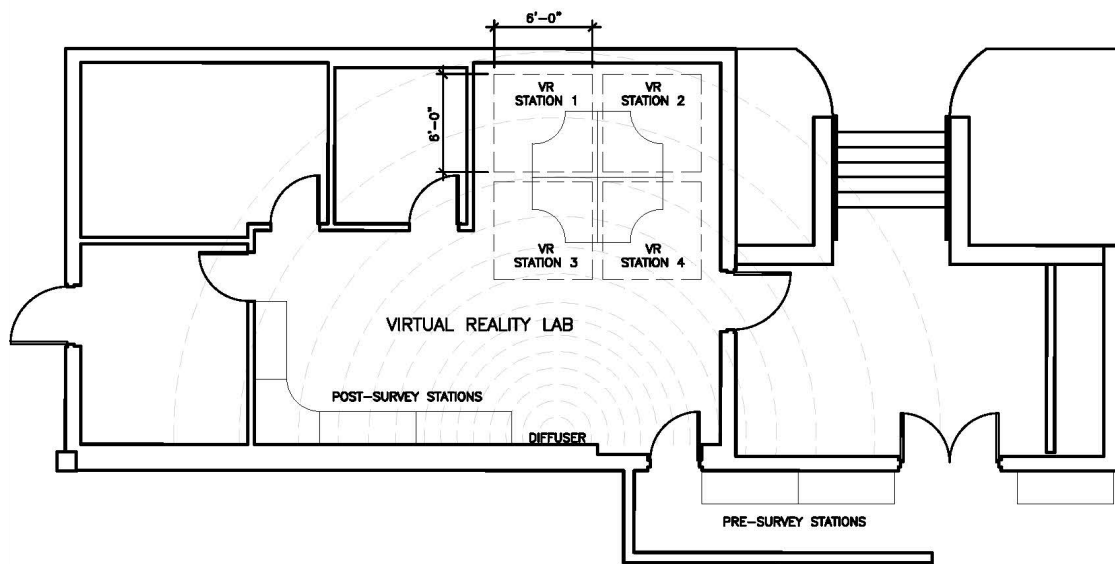 6'-0"
6'-0"
VR
STATION 1
VR
STATION 2
VR
STATION 3
VR
STATION 4
VIRTUAL REALITY LAB
POST-SURVEY STATIONS
DIFFUSER
PRE-SURVEY STATIONS